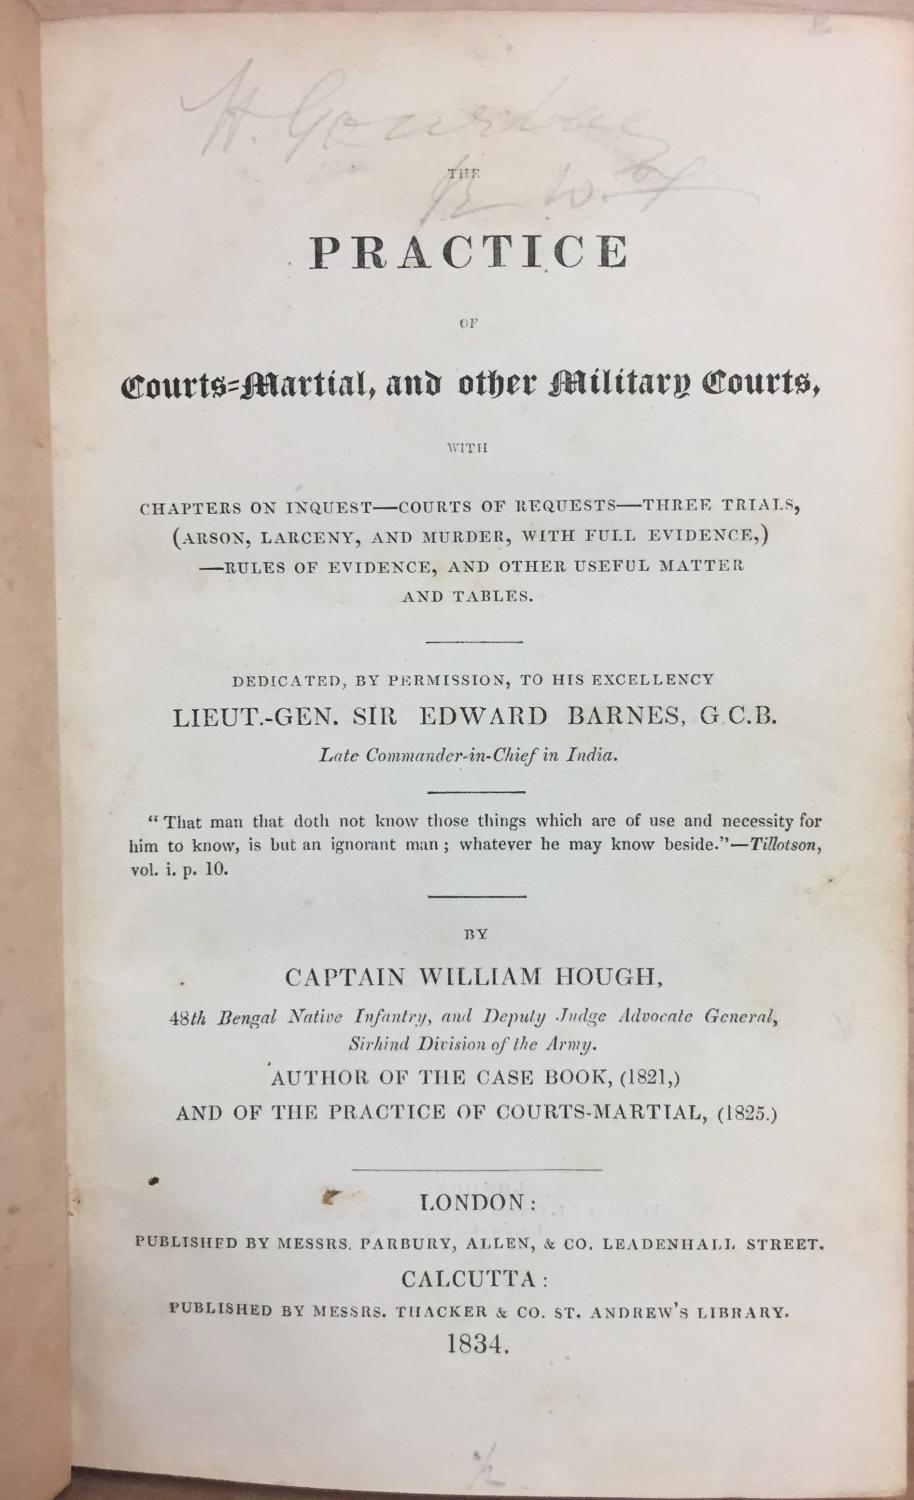 THE
PRACTICE
OF
Courts-Martial, and other Military Courts,
WITH
CHAPTERS ON INQUEST—COURTS OF REQUESTS—THREE TRIALS,
(ARSON, LARCENY, AND MURDER, WITH FULL EVIDENCE,)
—RULES OF EVIDENCE, AND OTHER USEFUL MATTER
AND TABLES.
DEDICATED, BY PERMISSION, TO HIS EXCELLENCY
LIEUT.-GEN. SIR EDWARD BARNES, G.C.B.
Late Commander-in-Chief in India.
“That man that doth not know those things which are of use and necessity for
him to know, is but an ignorant man; whatever he may know beside.”—Tillotson,
vol. i. p. 10.
BY
CAPTAIN WILLIAM HOUGH,
48th Bengal Native Infantry, and Deputy Judge Advocate General,
Sirhind Division of the Army.
AUTHOR OF THE CASE BOOK, (1821,)
AND OF THE PRACTICE OF COURTS-MARTIAL, (1825.)
LONDON:
PUBLISHED BY MESSRS. PARBURY, ALLEN, & CO. LEADENHALL STREET.
CALCUTTA:
PUBLISHED BY MESSRS. THACKER & CO. ST. ANDREW'S LIBRARY.
1834.